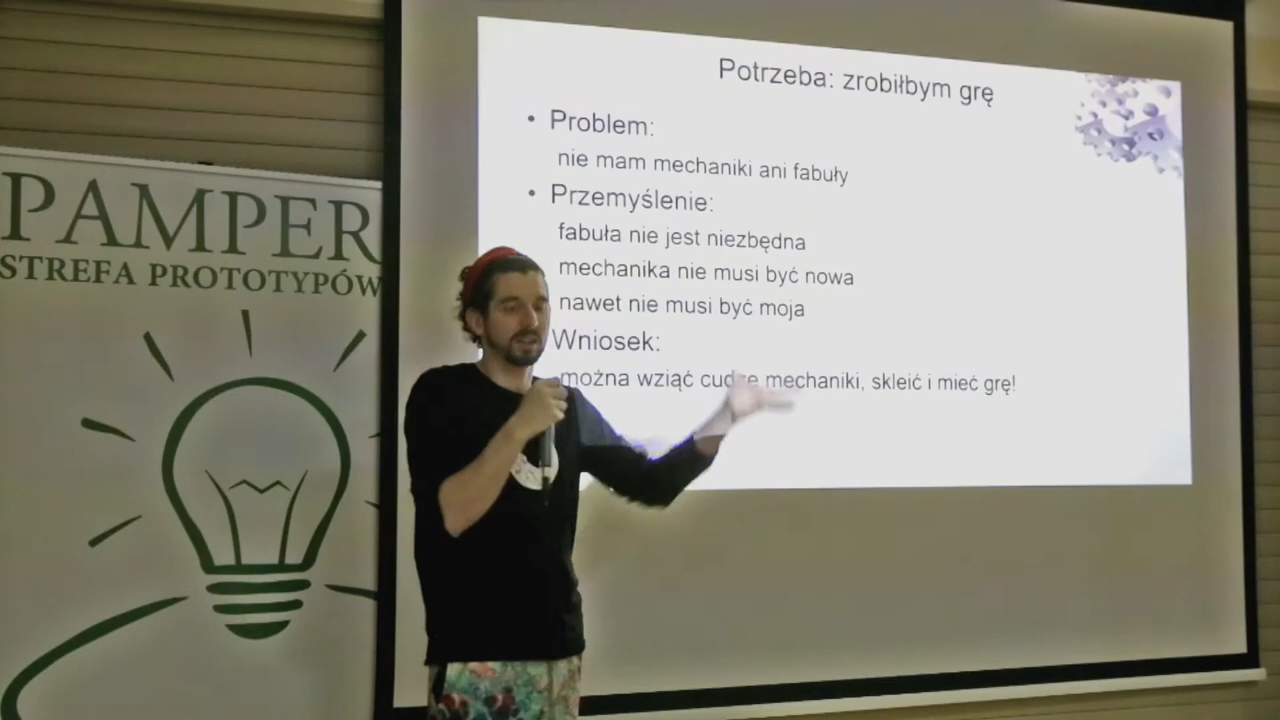 PAMPER
STREFA PROTOTYPÓW
Potrzeba: zrobiłbym grę
• Problem:
nie mam mechaniki ani fabuły
• Przemyślenie:
fabuła nie jest niezbędna
mechanika nie musi być nowa
nawet nie musi być moja
Wniosek:
można wziąć cudze mechaniki, skleić i mieć grę!